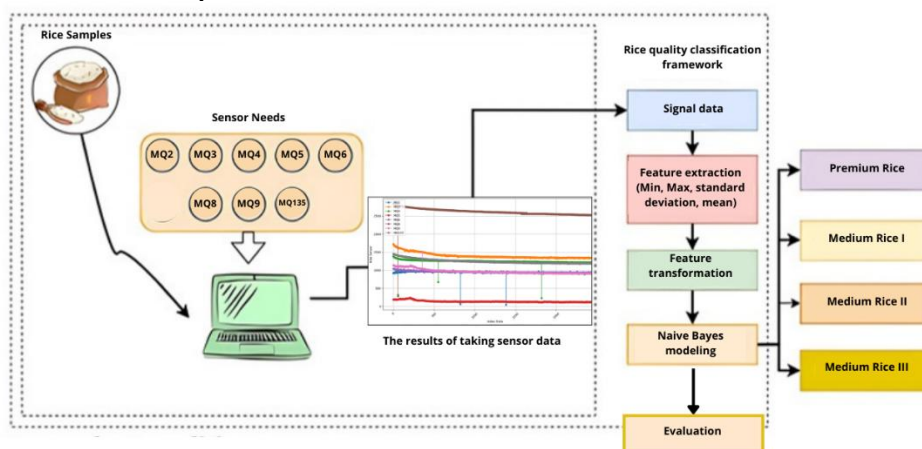 Rice Samples
Rice quality classification
framework
Sensor Needs
MQ2 MQ3 MQ4 MQ5 MQ6
MQ8 MQ9 MQ135
The results of taking sensor data
Signal data
Feature extraction
(Min, Max, standard
deviation, mean)
Feature
transformation
Naive Bayes
modeling
Evaluation
Premium Rice
Medium Rice I
Medium Rice II
Medium Rice III